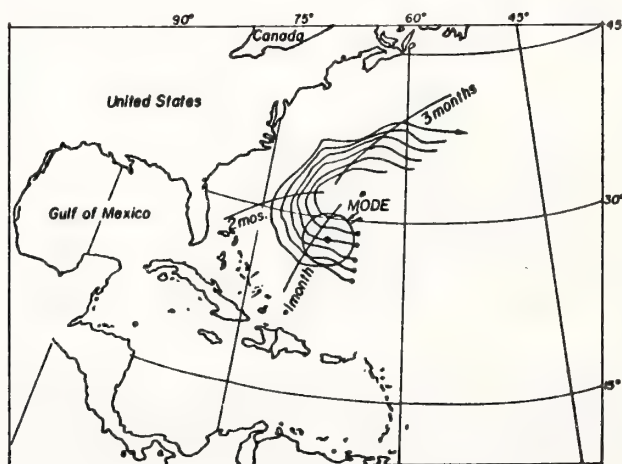 90°
75°
60°
45°
45°
Canada
United States
3 months
30°
Gulf of Mexico
2 mos.
MODE
1 month
15°